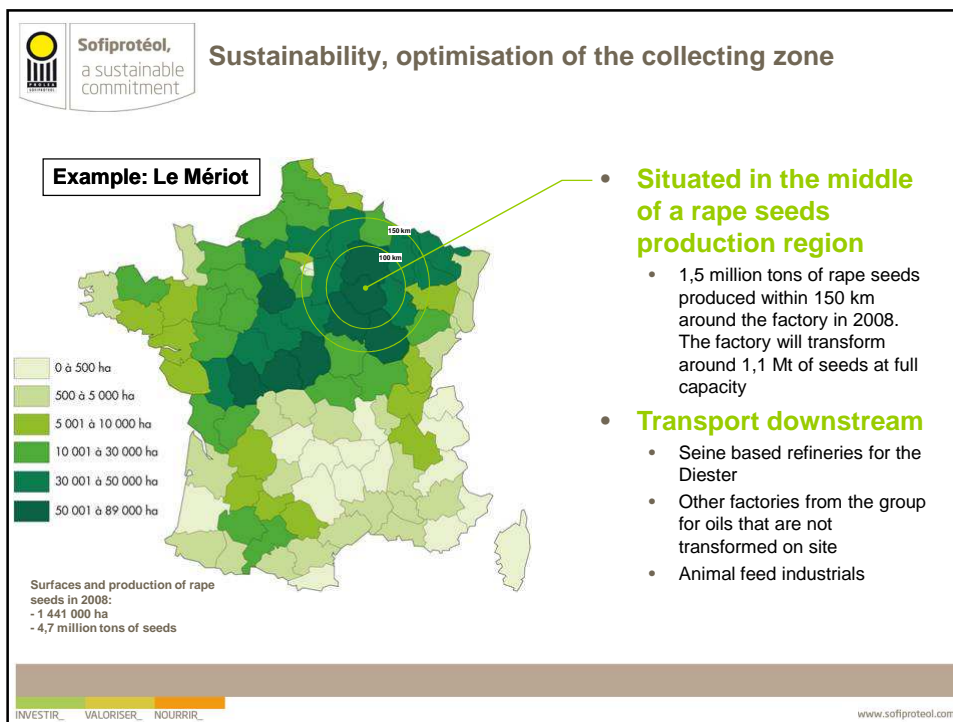 Sofiprotéol,
a sustainable
commitment
PROLEA
SOFIPROTEOL
Sustainability, optimisation of the collecting zone
Example: Le Mériot
150 km
100 km
0 à 500 ha
500 à 5 000 ha
5 001 à 10 000 ha
10 001 à 30 000 ha
30 001 à 50 000 ha
50 001 à 89 000 ha
Surfaces and production of rape
seeds in 2008:
- 1 441 000 ha
- 4,7 million tons of seeds
• Situated in the middle
of a rape seeds
production region
• 1,5 million tons of rape seeds
produced within 150 km
around the factory in 2008.
The factory will transform
around 1,1 Mt of seeds at full
capacity
• Transport downstream
• Seine based refineries for the
Diester
• Other factories from the group
for oils that are not
transformed on site
• Animal feed industrials
INVESTIR_ VALORISER_ NOURRIR_
www.sofiproteol.com